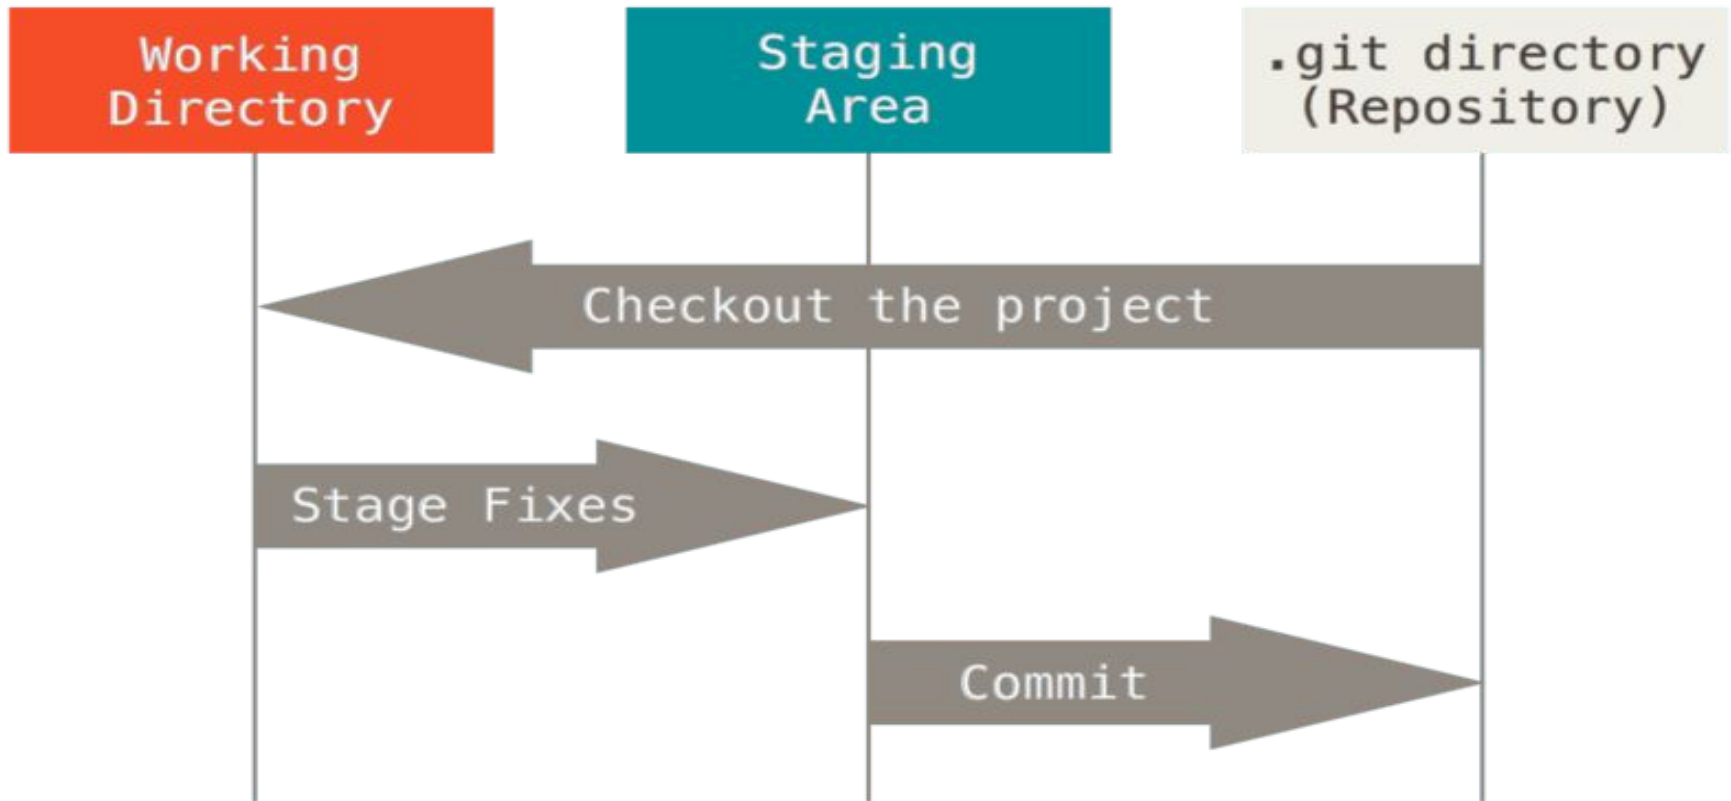 Working
Directory
Staging
Area
.git directory
(Repository)
Checkout the project
Stage Fixes
Commit